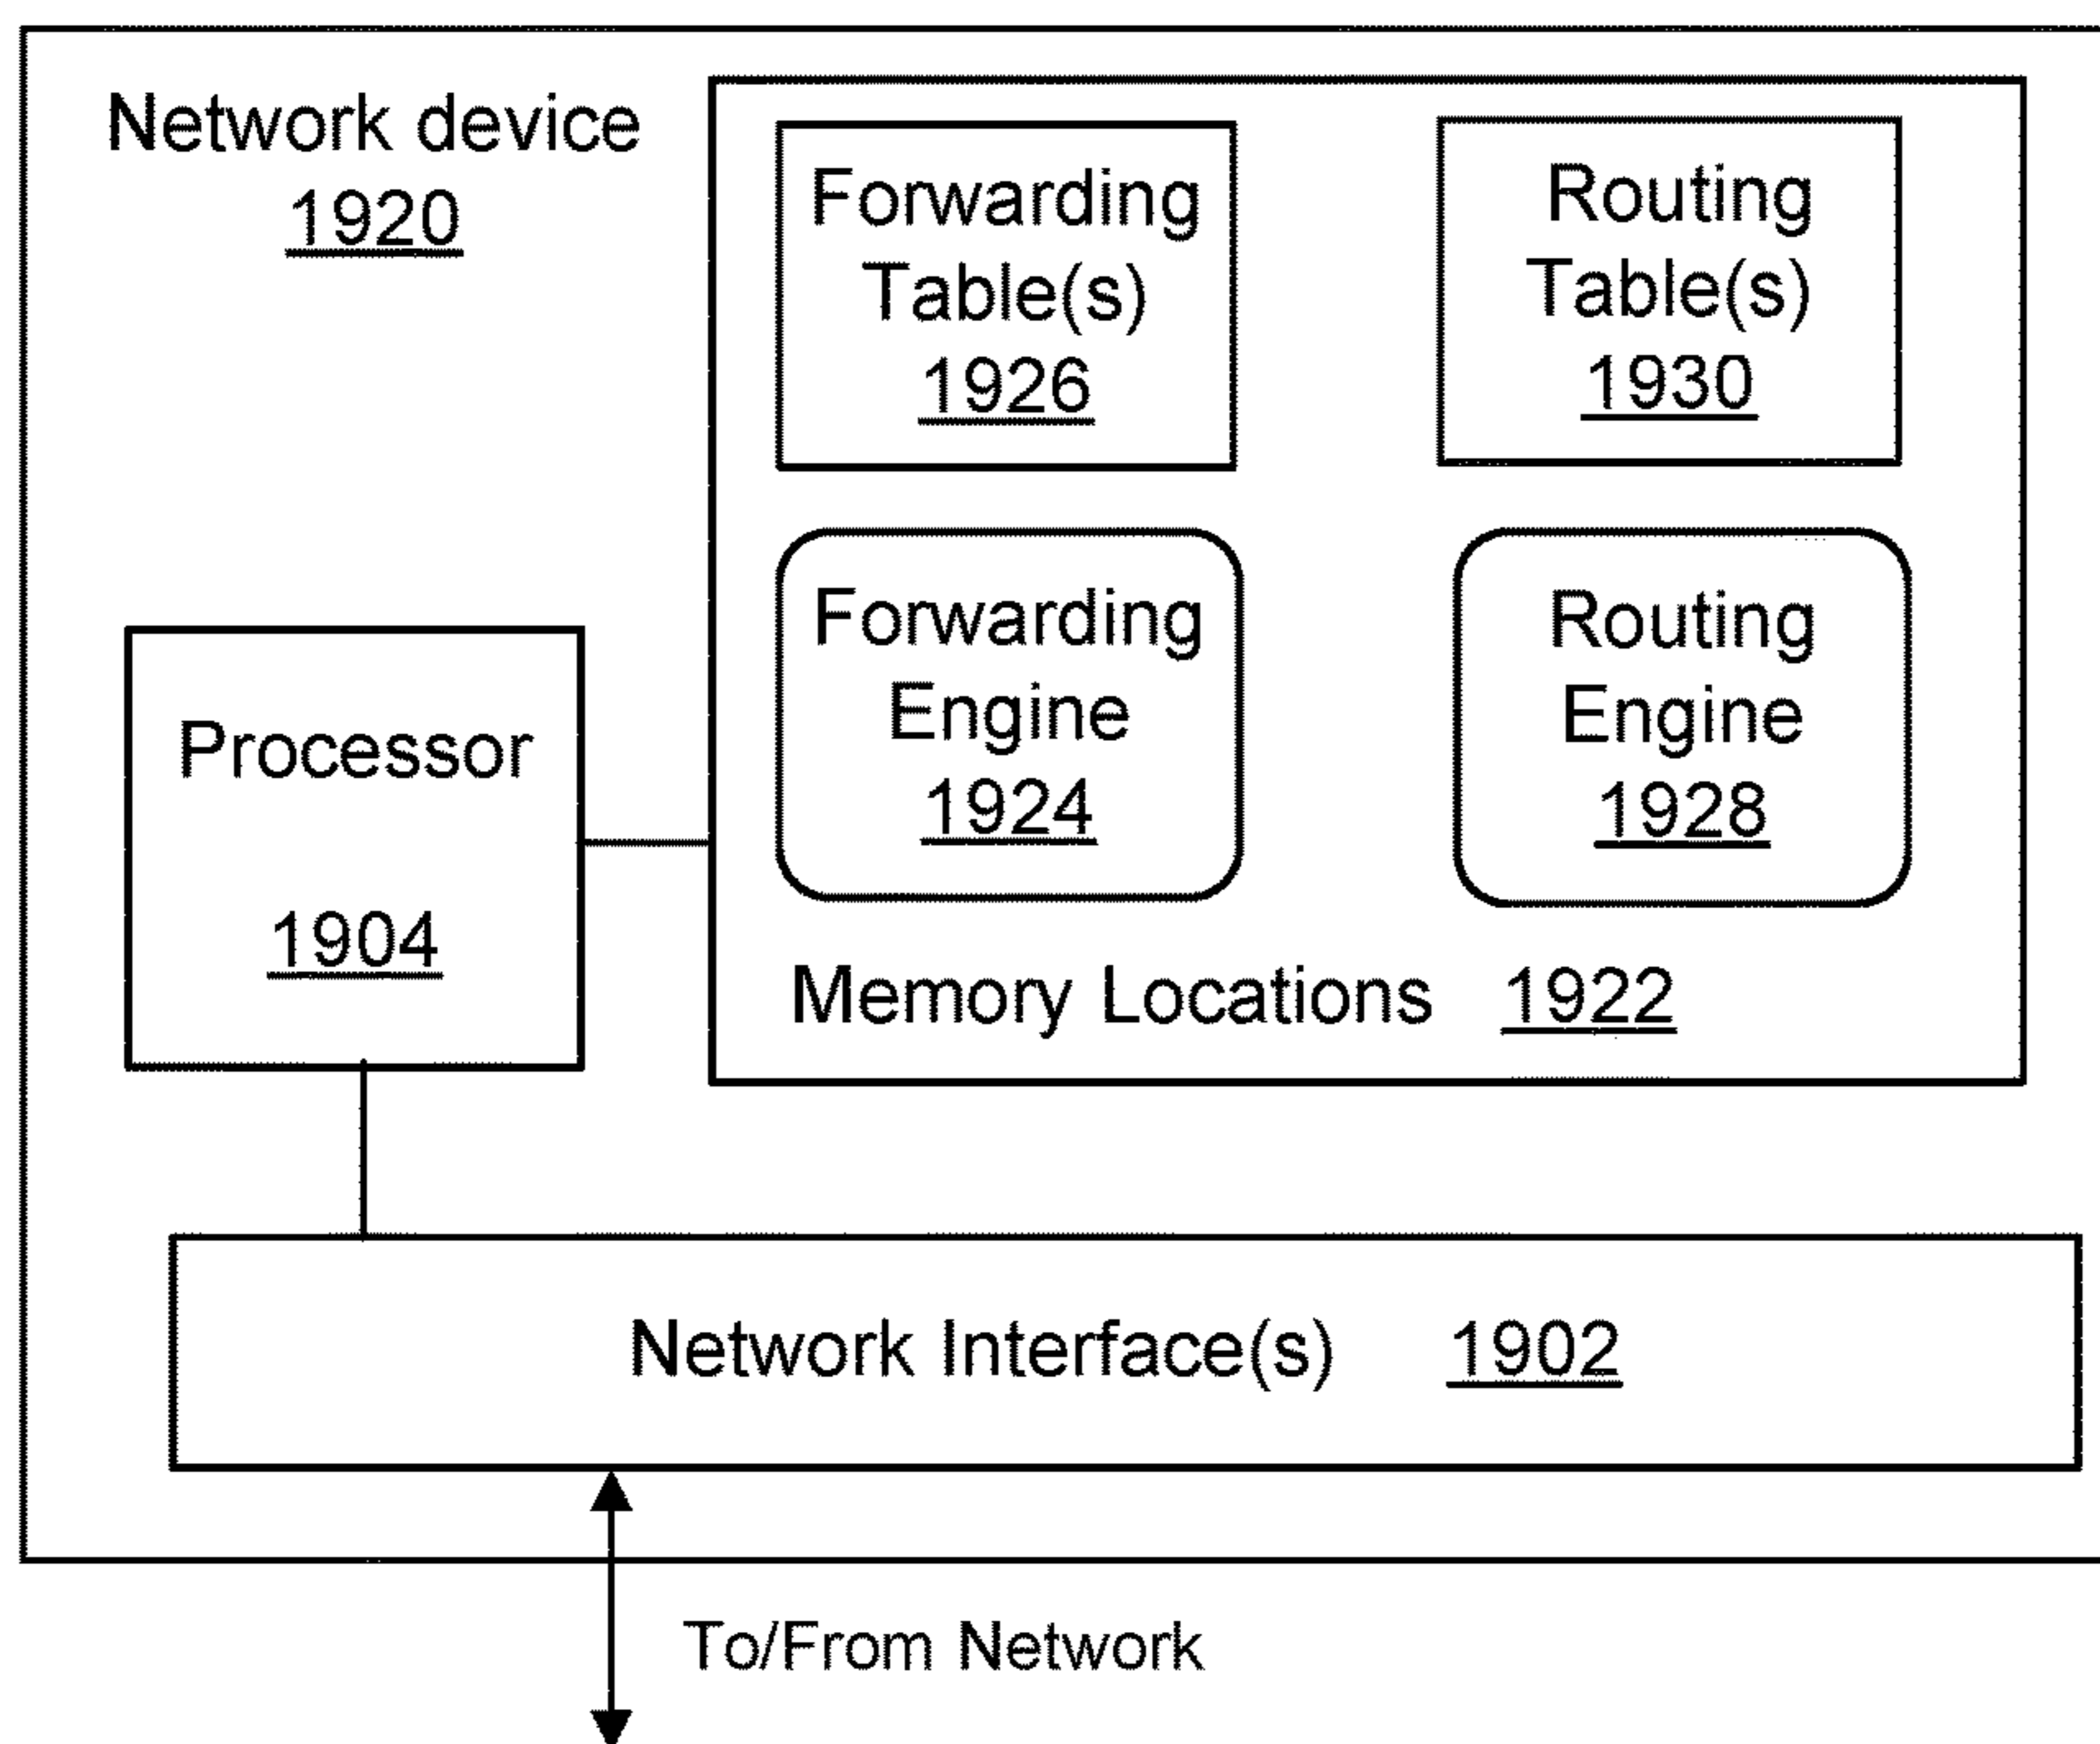 Network device
1920
Forwarding
Table(s)
1926
Routing
Table(s)
1930
Forwarding
Engine
1924
Routing
Engine
1928
Processor
1904
Memory Locations 1922
Network Interface(s) 1902
To/From Network